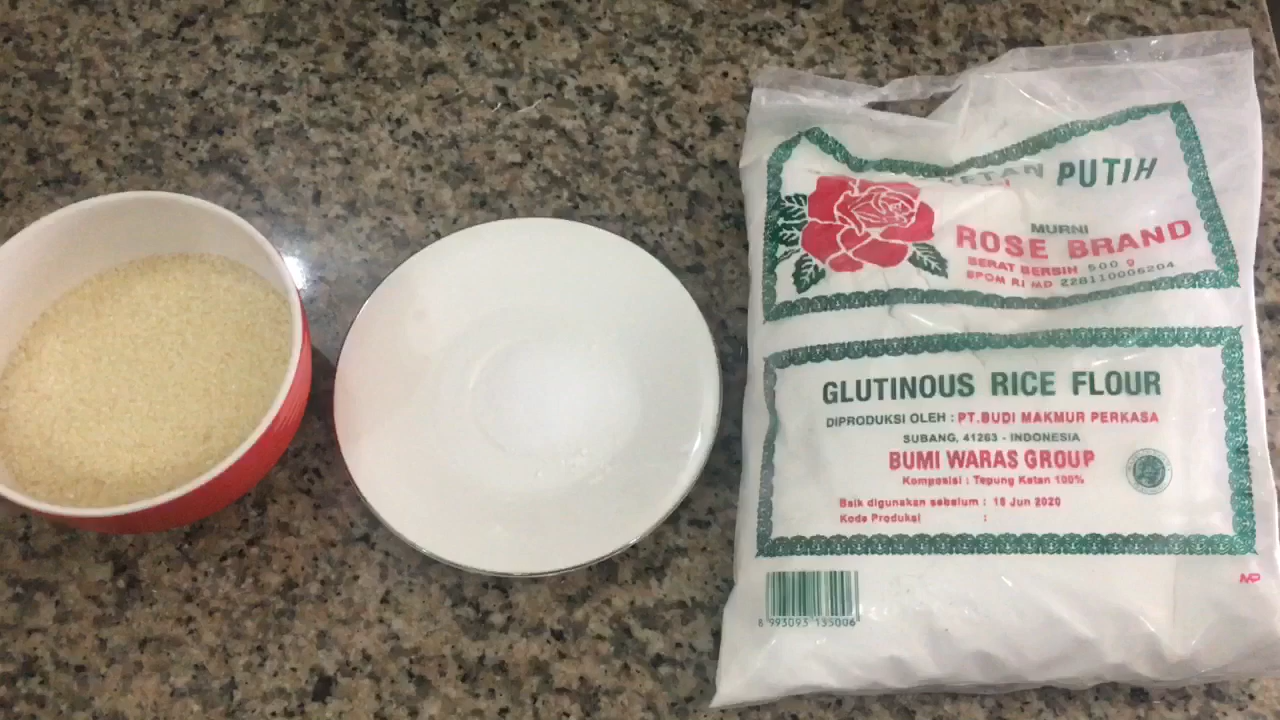 KETAN PUTIH
MURNI
ROSE BRAND
BERAT BERSIH 500 g
BPOM RI MD 228110006204
GLUTINOUS RICE FLOUR
DIPRODUKSI OLEH : PT.BUDI MAKMUR PERKASA
SUBANG, 41263 - INDONESIA
BUMI WARAS GROUP
Komposisi : Tepung Ketan 100%
Baik digunakan sebelum : 18 Jun 2020
Kode Produksi :
8 993093 135006
MP